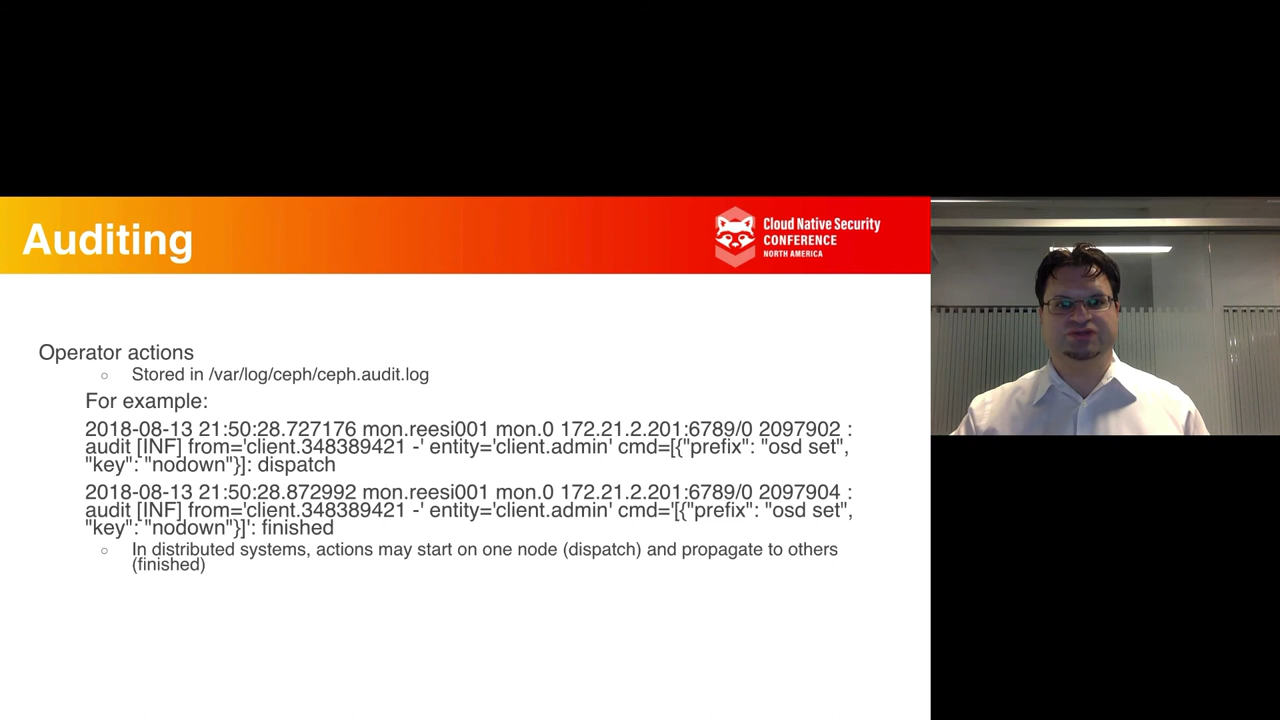 Auditing
Cloud Native Security
CONFERENCE
NORTH AMERICA
Operator actions
○ Stored in /var/log/ceph/ceph.audit.log
For example:
2018-08-13 21:50:28.727176 mon.reesi001 mon.0 172.21.2.201:6789/0 2097902 :
audit [INF] from='client.348389421 -' entity='client.admin' cmd=[{"prefix": "osd set",
"key": "nodown"}]: dispatch
2018-08-13 21:50:28.872992 mon.reesi001 mon.0 172.21.2.201:6789/0 2097904 :
audit [INF] from='client.348389421 -' entity='client.admin' cmd='[{"prefix": "osd set",
"key": "nodown"}]': finished
○ In distributed systems, actions may start on one node (dispatch) and propagate to others
(finished)